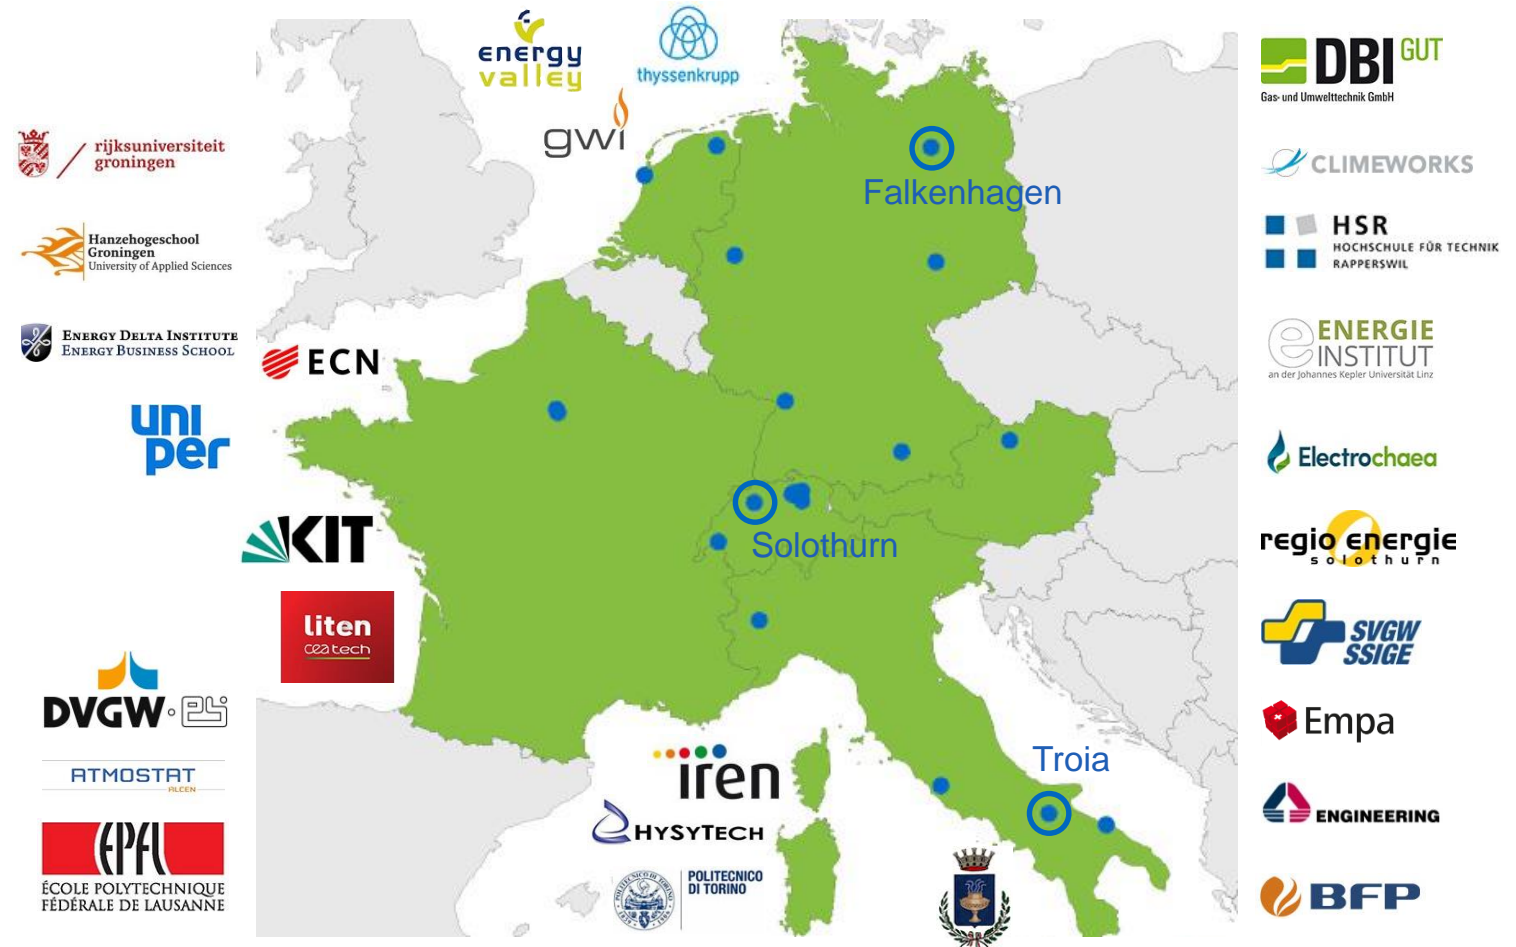 energy
valley
thyssenkrupp
gwi
DBI GUT
Gas- und Umwelttechnik GmbH
rijksuniversiteit
groningen
CLIMEWORKS
Falkenhagen
Hanzehogeschool
Groningen
University of Applied Sciences
HSR
HOCHSCHULE FÜR TECHNIK
RAPPERSWIL
ENERGY DELTA INSTITUTE
ENERGY BUSINESS SCHOOL
ECN
e ENERGIE
INSTITUT
an der Johannes Kepler Universität Linz
uni
per
Electrochaea
KIT
Solothurn
regio energie
solothurn
liten
cea tech
SVGW
SSIGE
DVGW
Empa
iren
Troia
ATMOSTAT
ALCEN
HYSYTECH
ENGINEERING
EPFL
ÉCOLE POLYTECHNIQUE
FÉDÉRALE DE LAUSANNE
POLITECNICO
DI TORINO
BFP